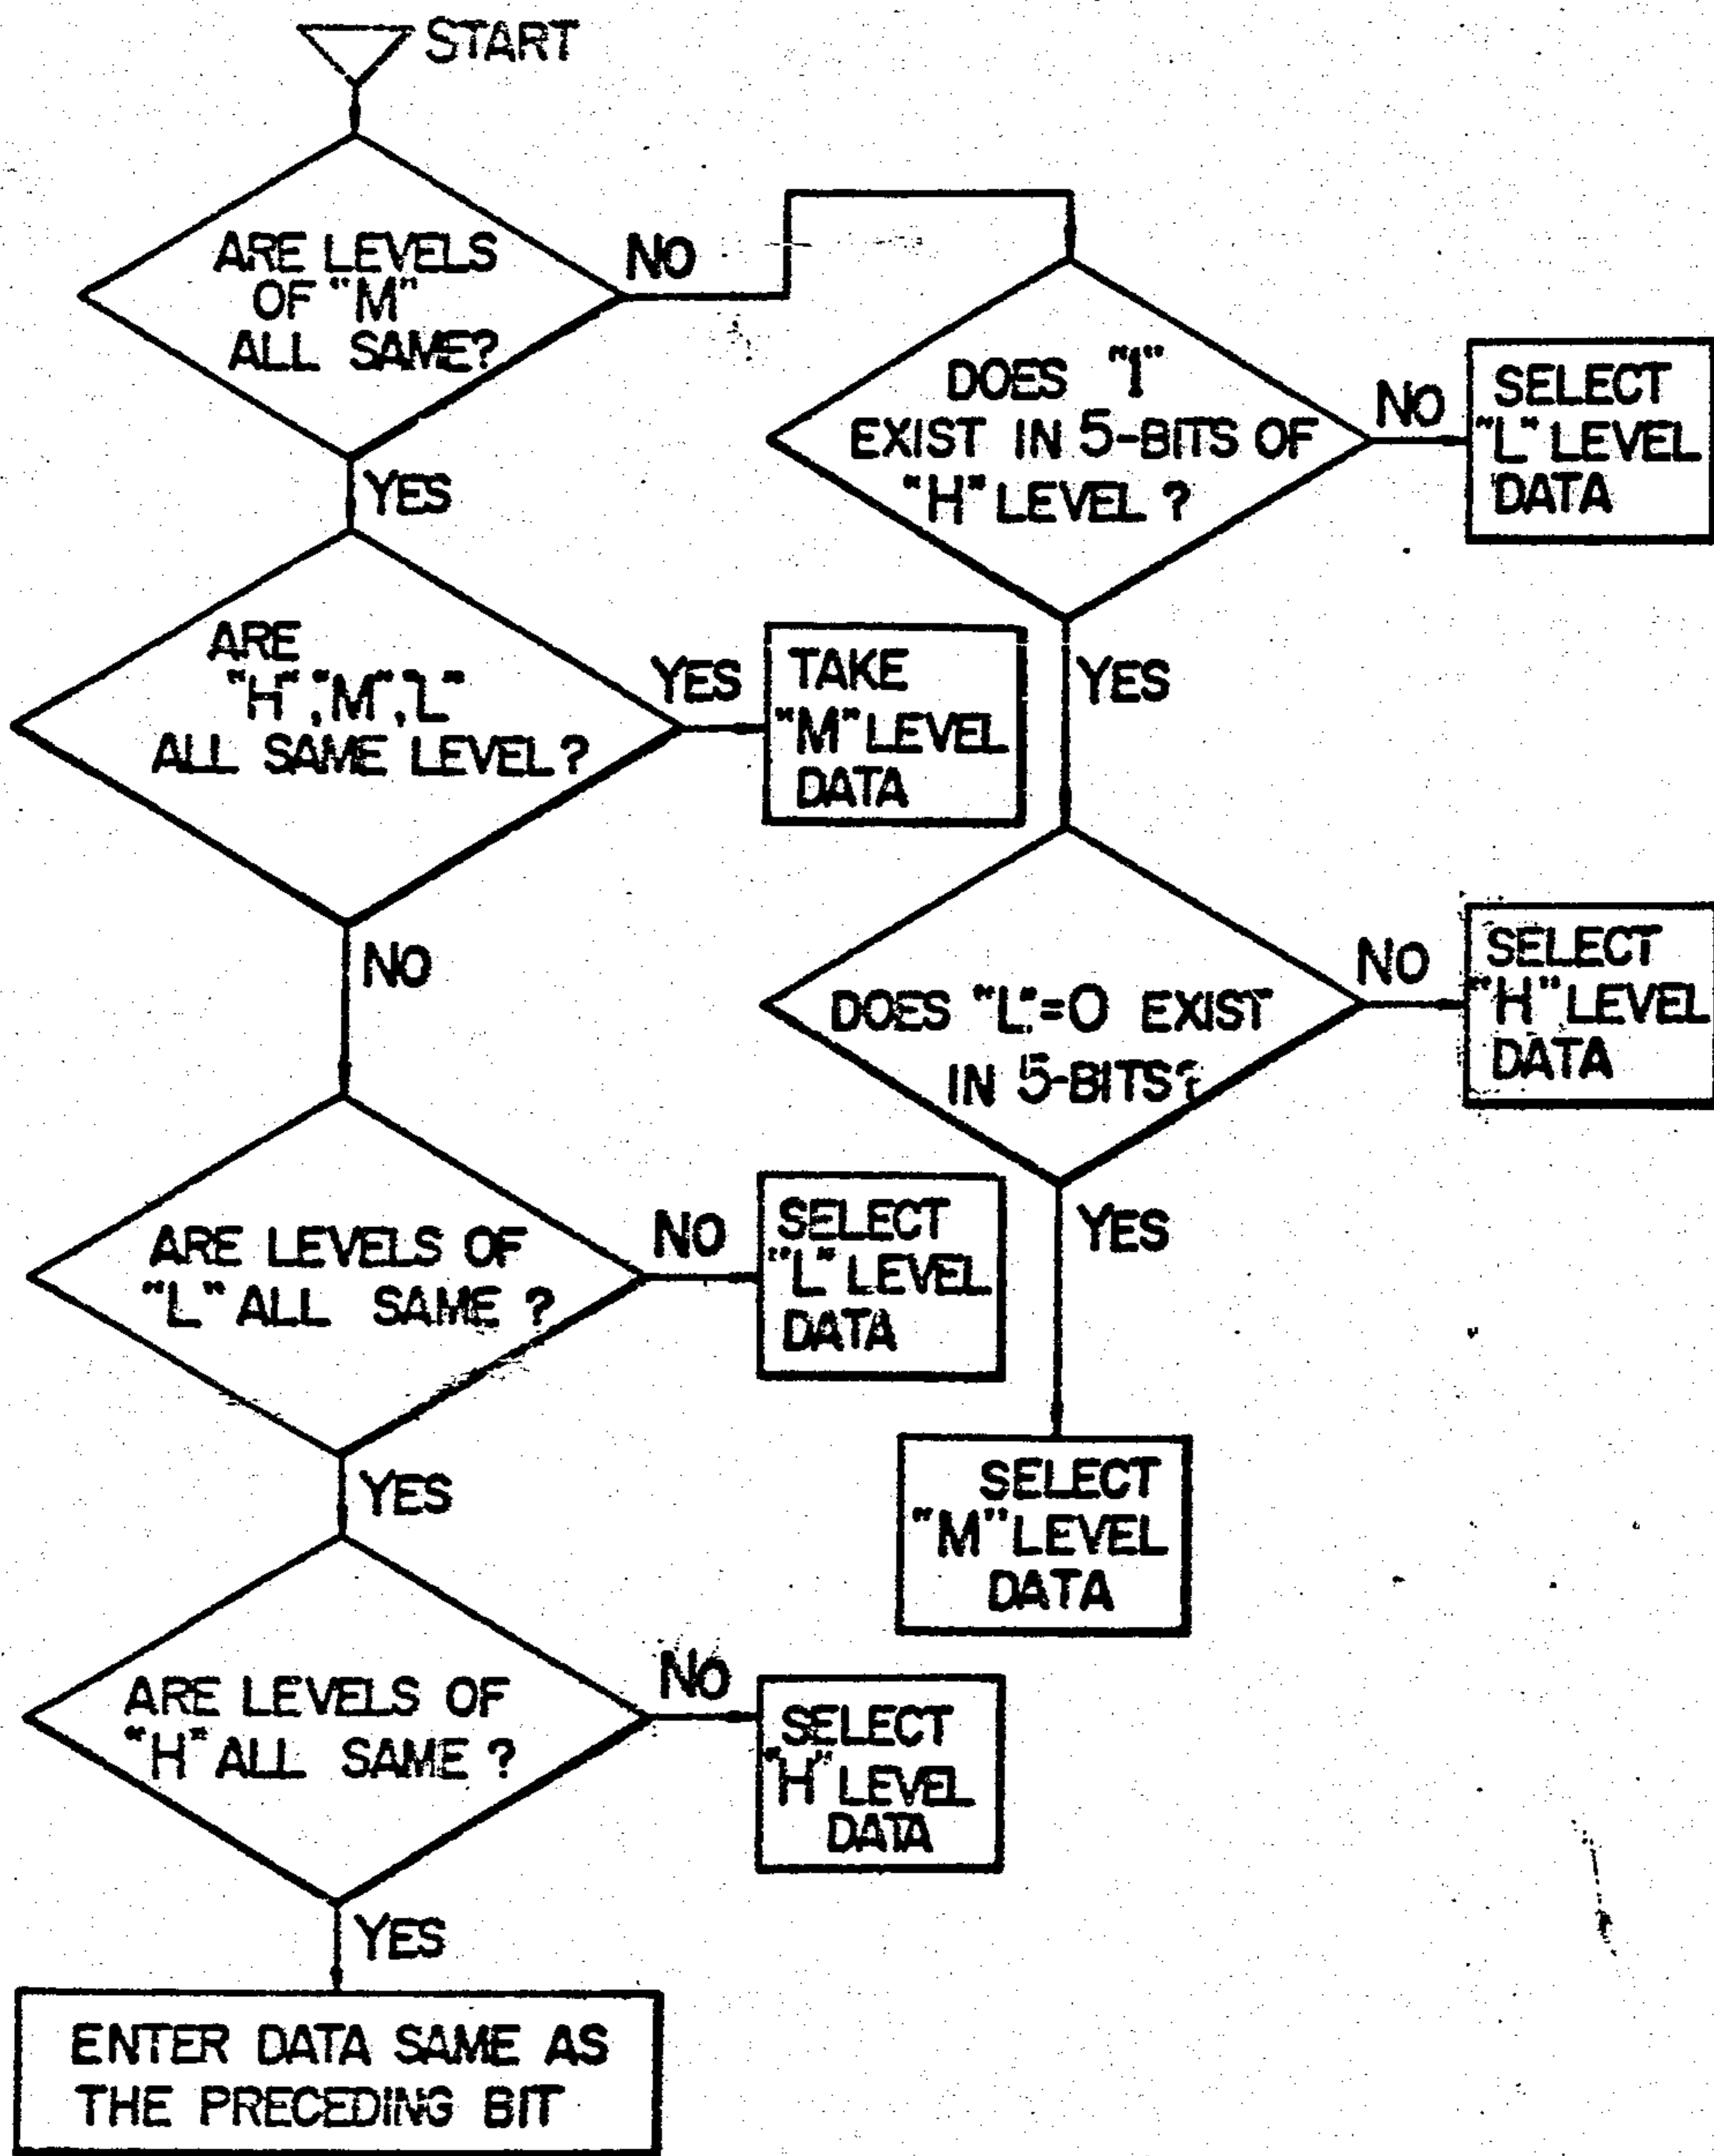 START
ARE LEVELS
OF "M"
ALL SAME?
NO
YES
DOES "1"
EXIST IN 5-BITS OF
"H" LEVEL ?
NO
SELECT
"L" LEVEL
DATA
YES
ARE
"H","M","L"
ALL SAME LEVEL?
YES
TAKE
"M" LEVEL
DATA
NO
DOES "L"=0 EXIST
IN 5-BITS?
NO
SELECT
"H" LEVEL
DATA
YES
ARE LEVELS OF
"L" ALL SAME ?
NO
SELECT
"L" LEVEL
DATA
YES
SELECT
"M" LEVEL
DATA
ARE LEVELS OF
"H" ALL SAME ?
NO
SELECT
"H" LEVEL
DATA
YES
ENTER DATA SAME AS
THE PRECEDING BIT